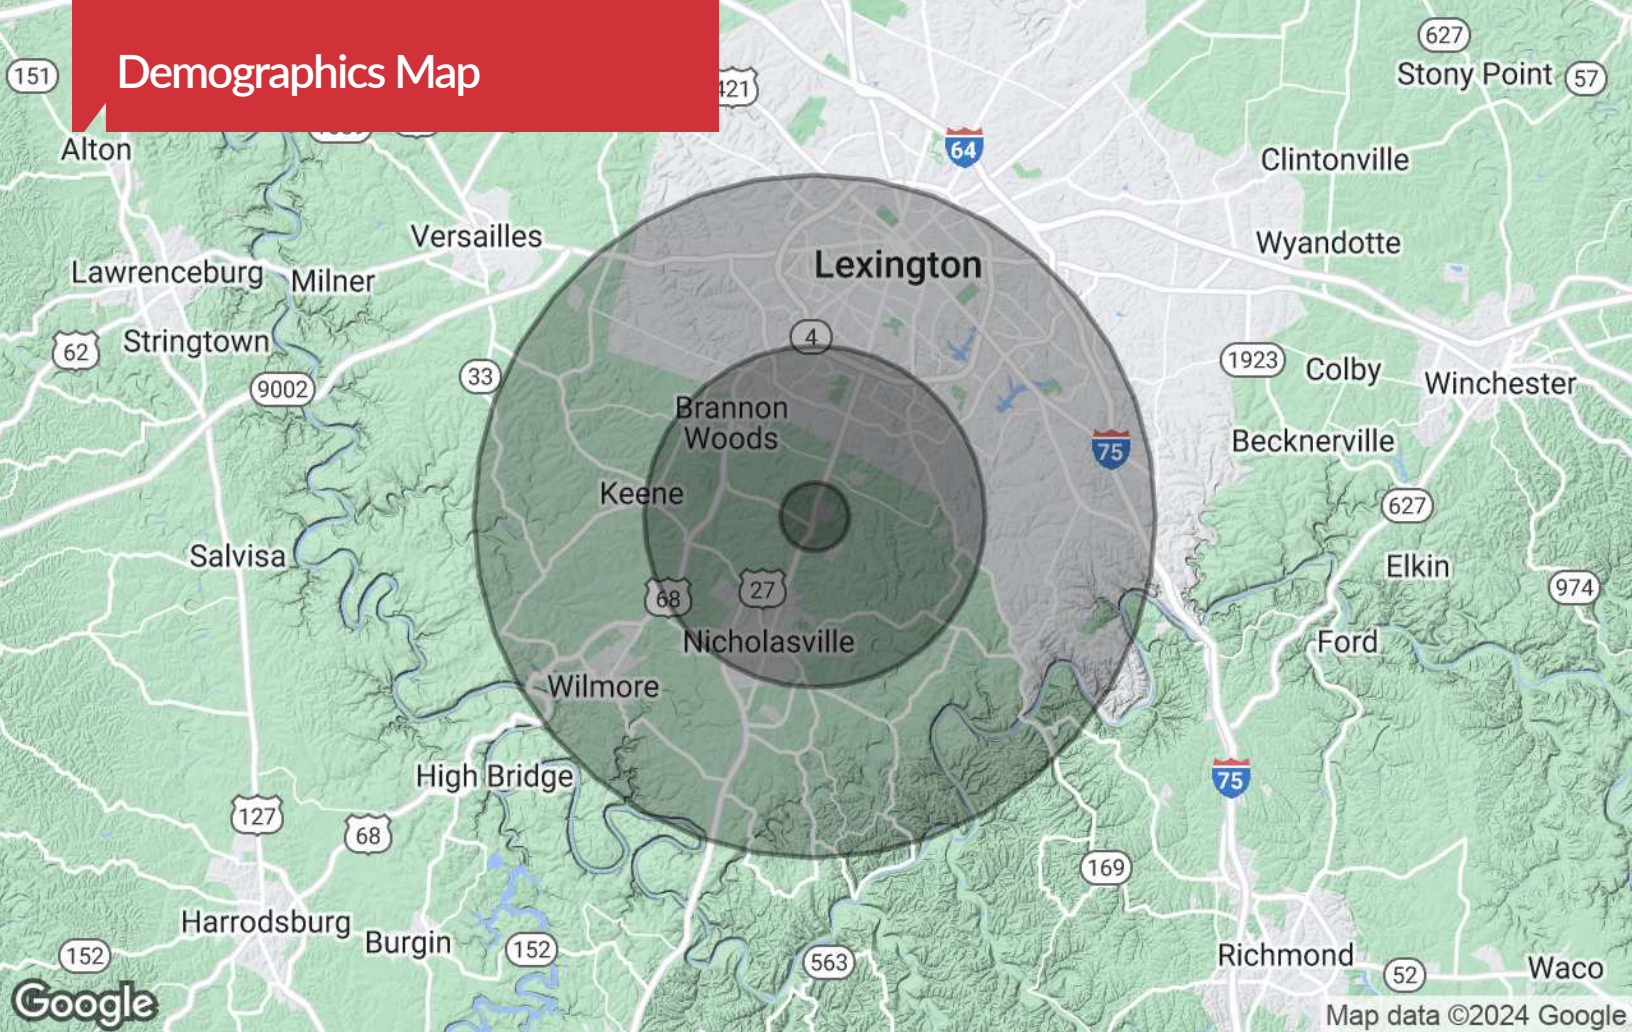 Demographics Map
627
Stony Point
57
151
421
Alton
64
Clintonville
Versailles
Wyandotte
Lexington
Lawrenceburg
Milner
4
Stringtown
62
1923
Colby
33
9002
Winchester
Brannon
Woods
75
Becknerville
Keene
627
Salvisa
Elkin
974
27
68
Nicholasville
Ford
Wilmore
High Bridge
75
127
68
169
Harrodsburg
Burgin
152
152
563
Richmond
52
Waco
Google
Map data ©2024 Google